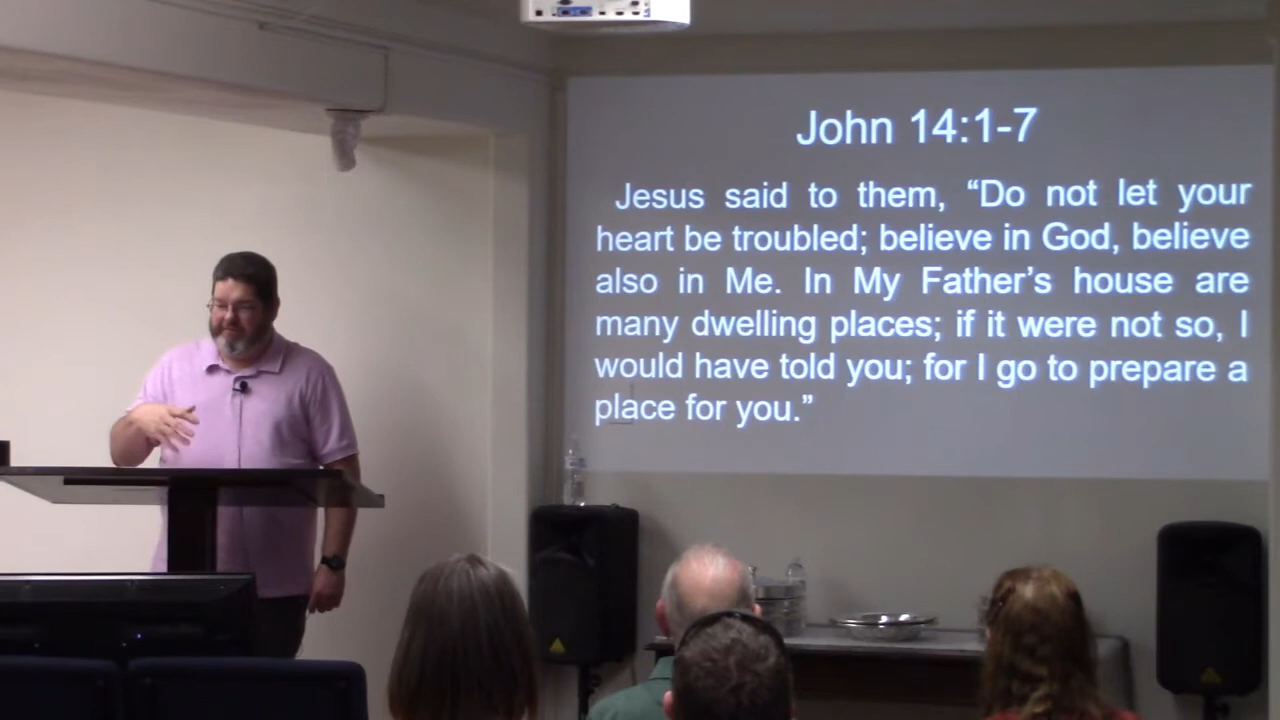 John 14:1-7
Jesus said to them, “Do not let your
heart be troubled; believe in God, believe
also in Me. In My Father’s house are
many dwelling places; if it were not so, I
would have told you; for I go to prepare a
place for you.”